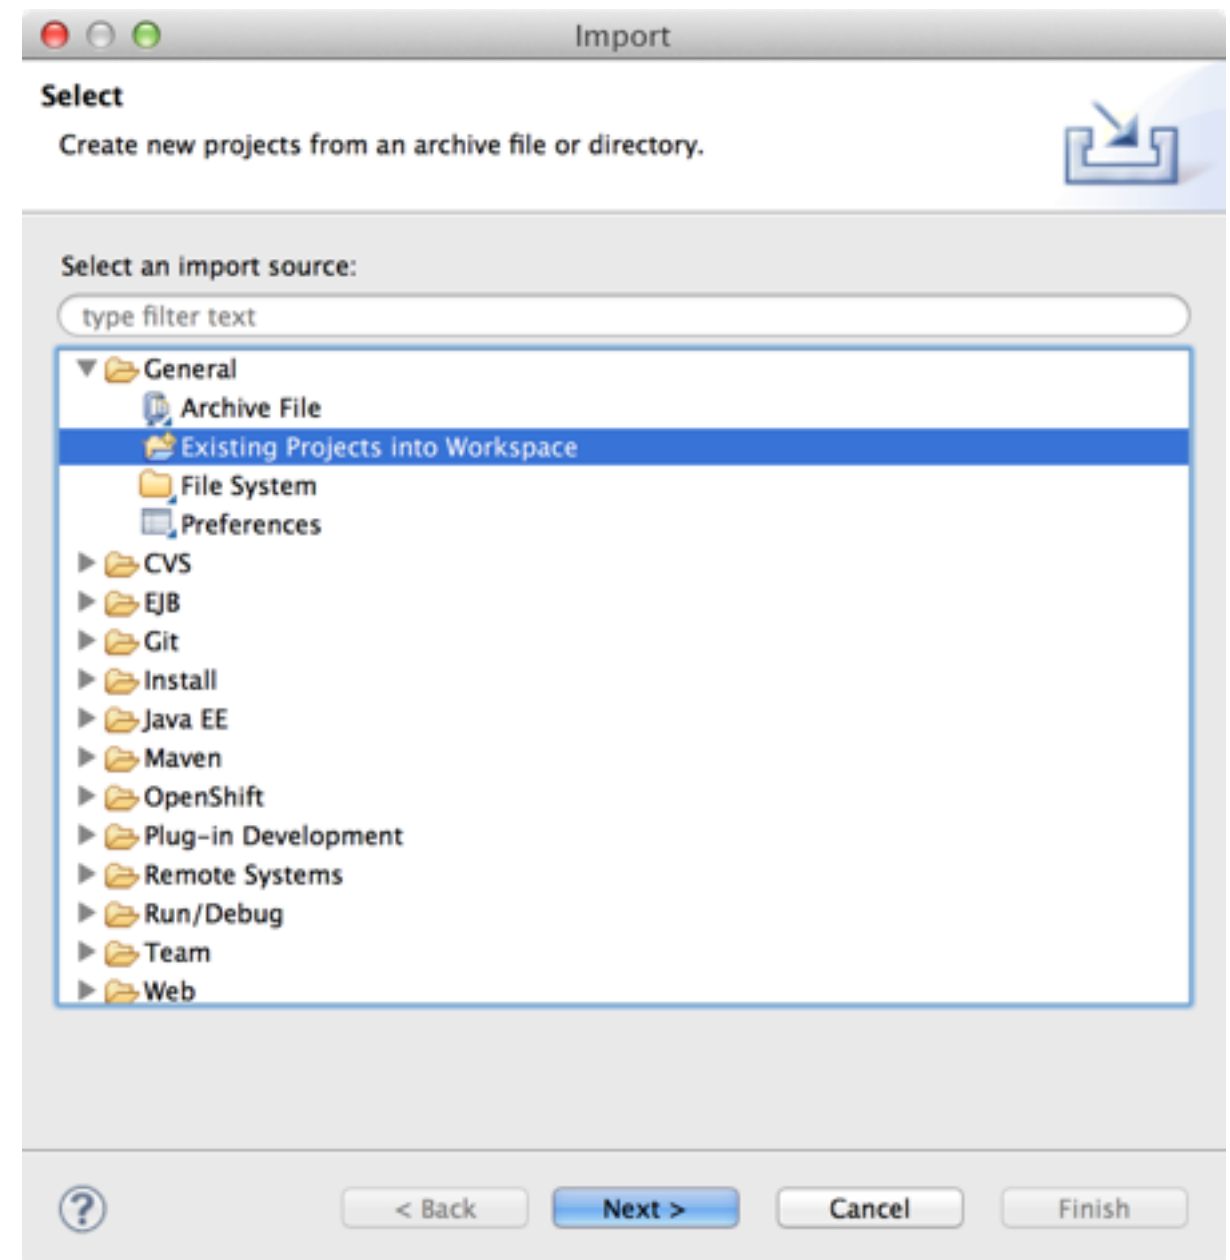 Import
Select
Create new projects from an archive file or directory.
Select an import source:
type filter text
General
Archive File
Existing Projects into Workspace
File System
Preferences
CVS
EJB
Git
Install
Java EE
Maven
OpenShift
Plug-in Development
Remote Systems
Run/Debug
Team
Web
? < Back Next > Cancel Finish